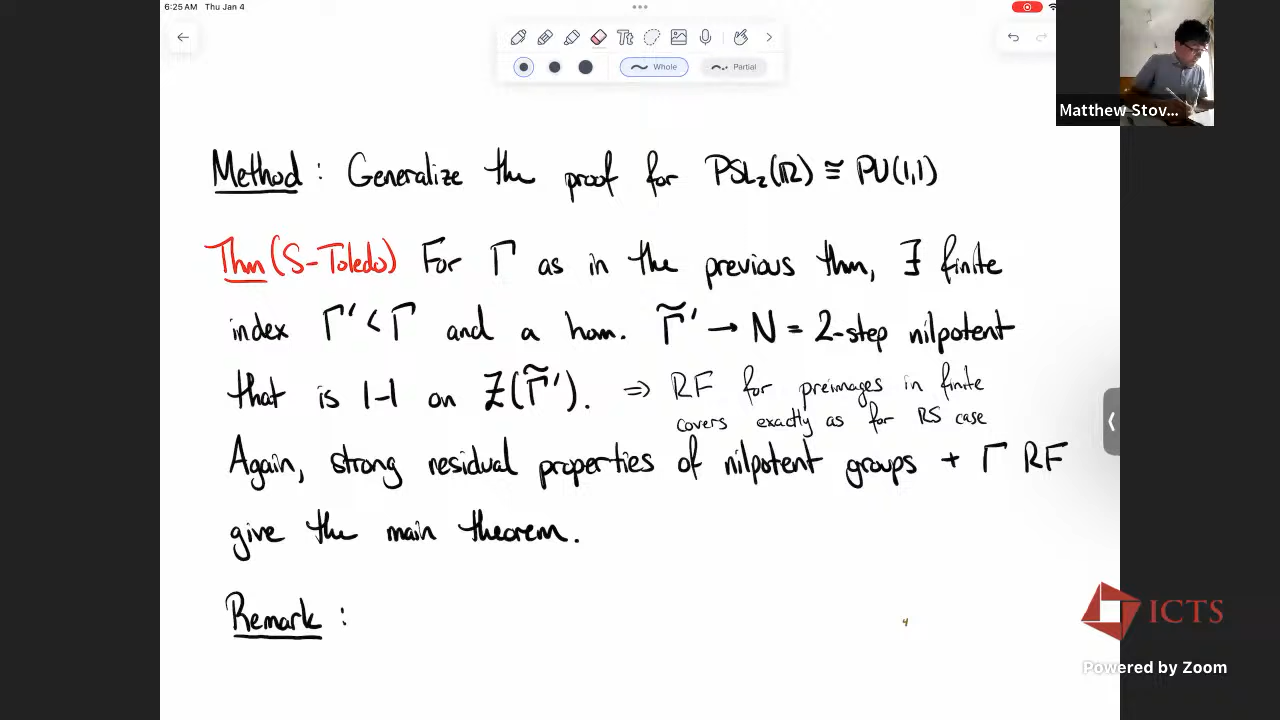 6:25 AM Thu Jan 4
Whole
Partial
Matthew Stov...
Method : Generalize the proof for PSL₂(ℝ) ≅ PU(1,1)
Thm (S-Toledo) For Γ as in the previous thm, ∃ finite
index Γ' < Γ and a hom. Γ̃' → N = 2-step nilpotent
that is 1-1 on Z(Γ̃'). ⇒ RF for preimages in finite
covers exactly as for RS case
Again, strong residual properties of nilpotent groups + Γ RF
give the main theorem.
Remark :
ICTS
Powered by Zoom